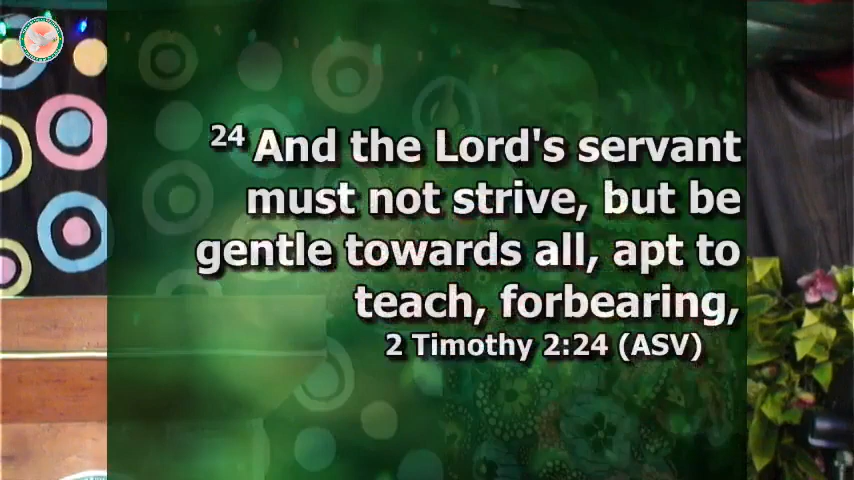 24 And the Lord's servant
must not strive, but be
gentle towards all, apt to
teach, forbearing,
2 Timothy 2:24 (ASV)